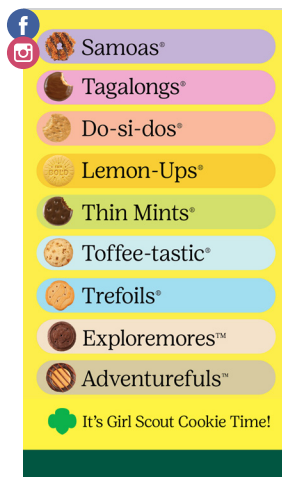 Samoas®
Tagalongs®
Do-si-dos®
Lemon-Ups®
Thin Mints®
Toffee-tastic®
Trefoils®
Exploremores™
Adventurefuls™
It's Girl Scout Cookie Time!